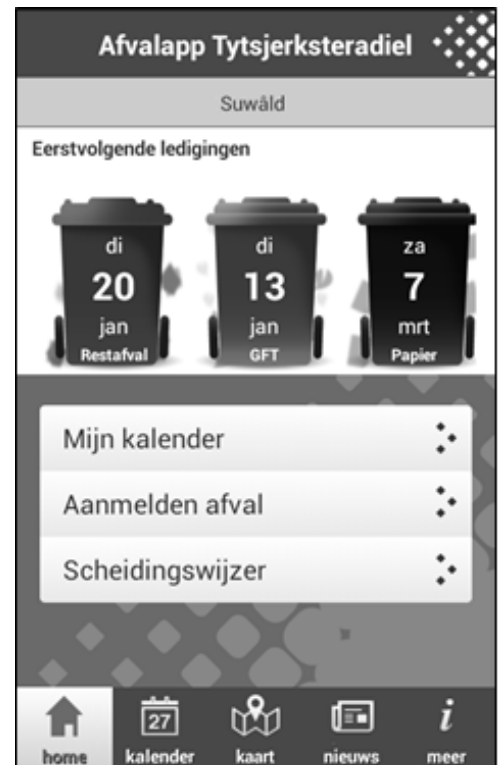 Afvalapp Tytsjerksteradiel
Suwâld
Eerstvolgende ledigingen
di
20
jan
Restafval
di
13
jan
GFT
za
7
mrt
Papier
Mijn kalender
Aanmelden afval
Scheidingswijzer
27
home kalender kaart nieuws i meer